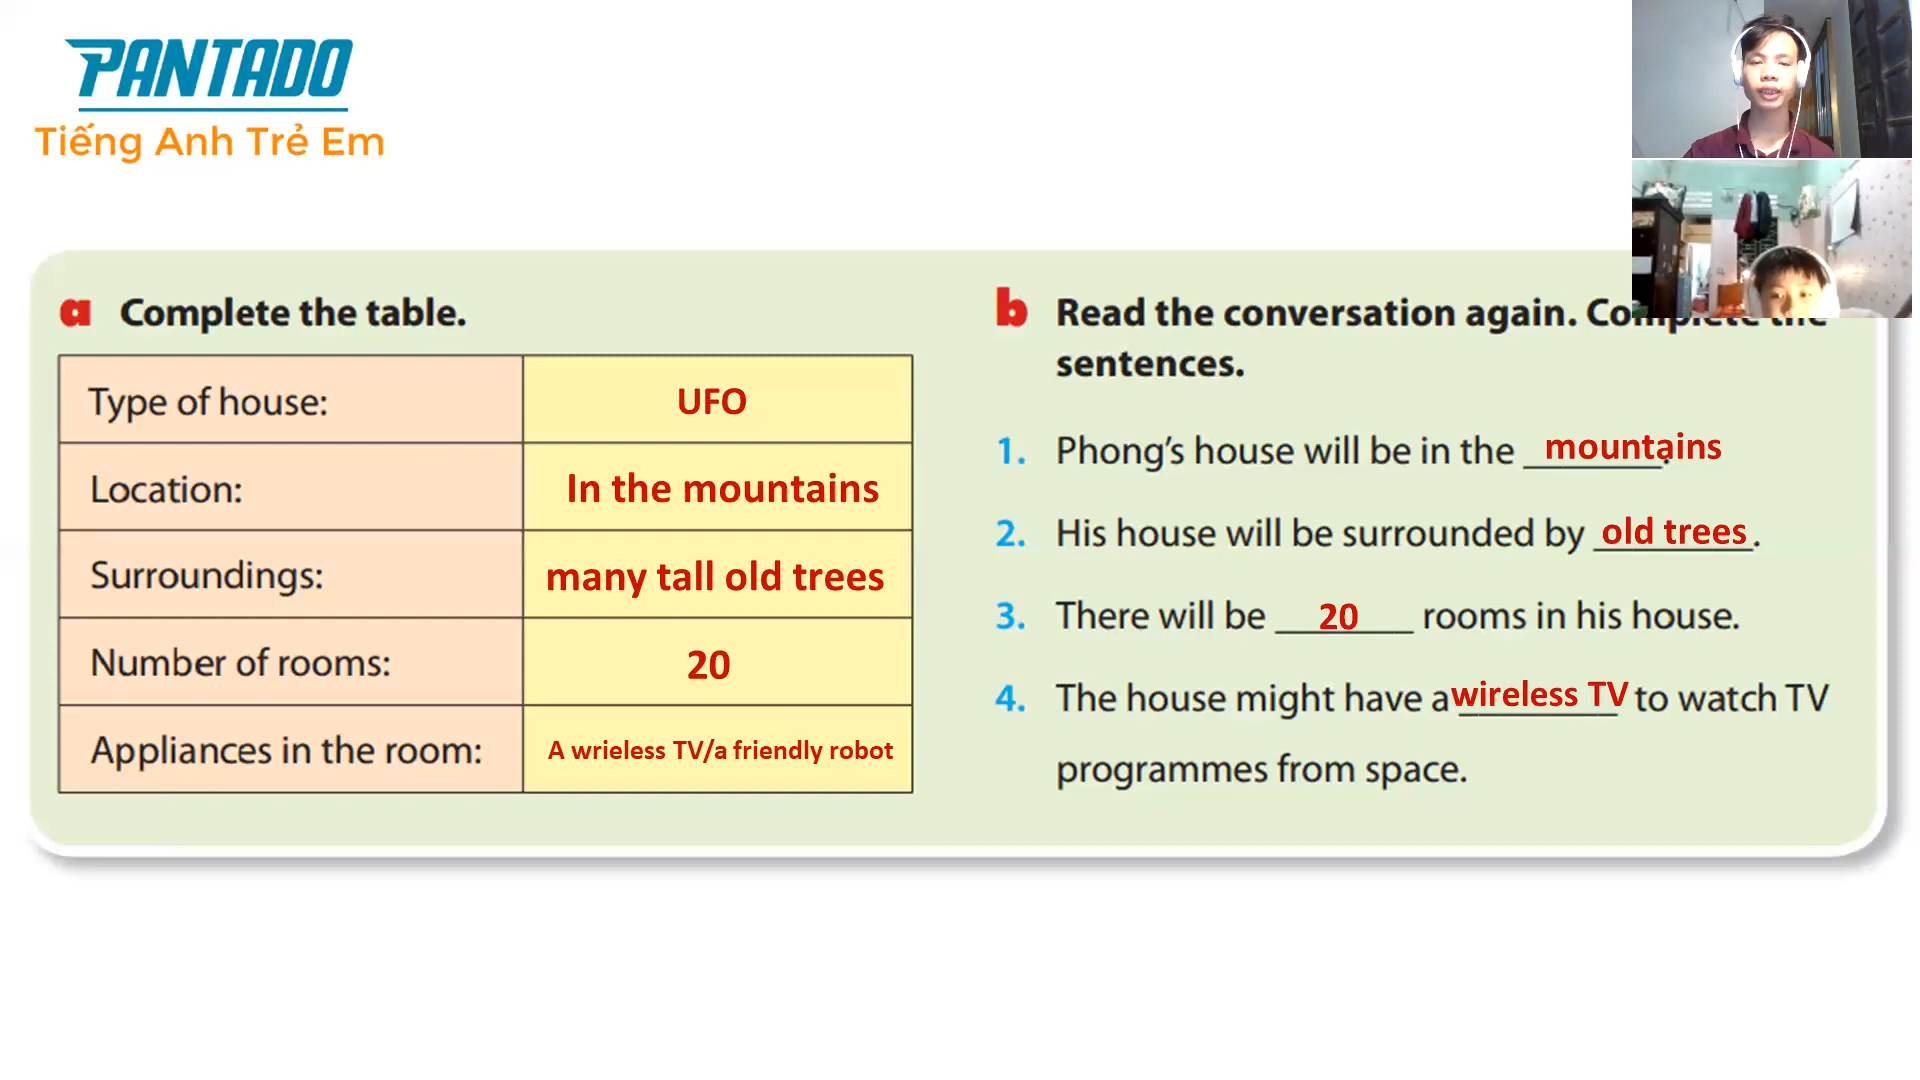 PANTADO
Tiếng Anh Trẻ Em
a Complete the table.
Type of house: UFO
Location: In the mountains
Surroundings: many tall old trees
Number of rooms: 20
Appliances in the room: A wrieless TV/a friendly robot
b Read the conversation again. Complete the
sentences.
1. Phong's house will be in the mountains.
2. His house will be surrounded by old trees.
3. There will be 20 rooms in his house.
4. The house might have a wireless TV to watch TV
programmes from space.